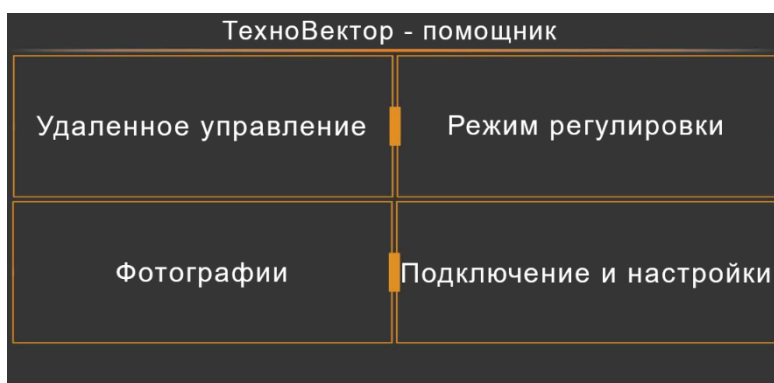 ТехноВектор - помощник
Удаленное управление
Режим регулировки
Фотографии
Подключение и настройки